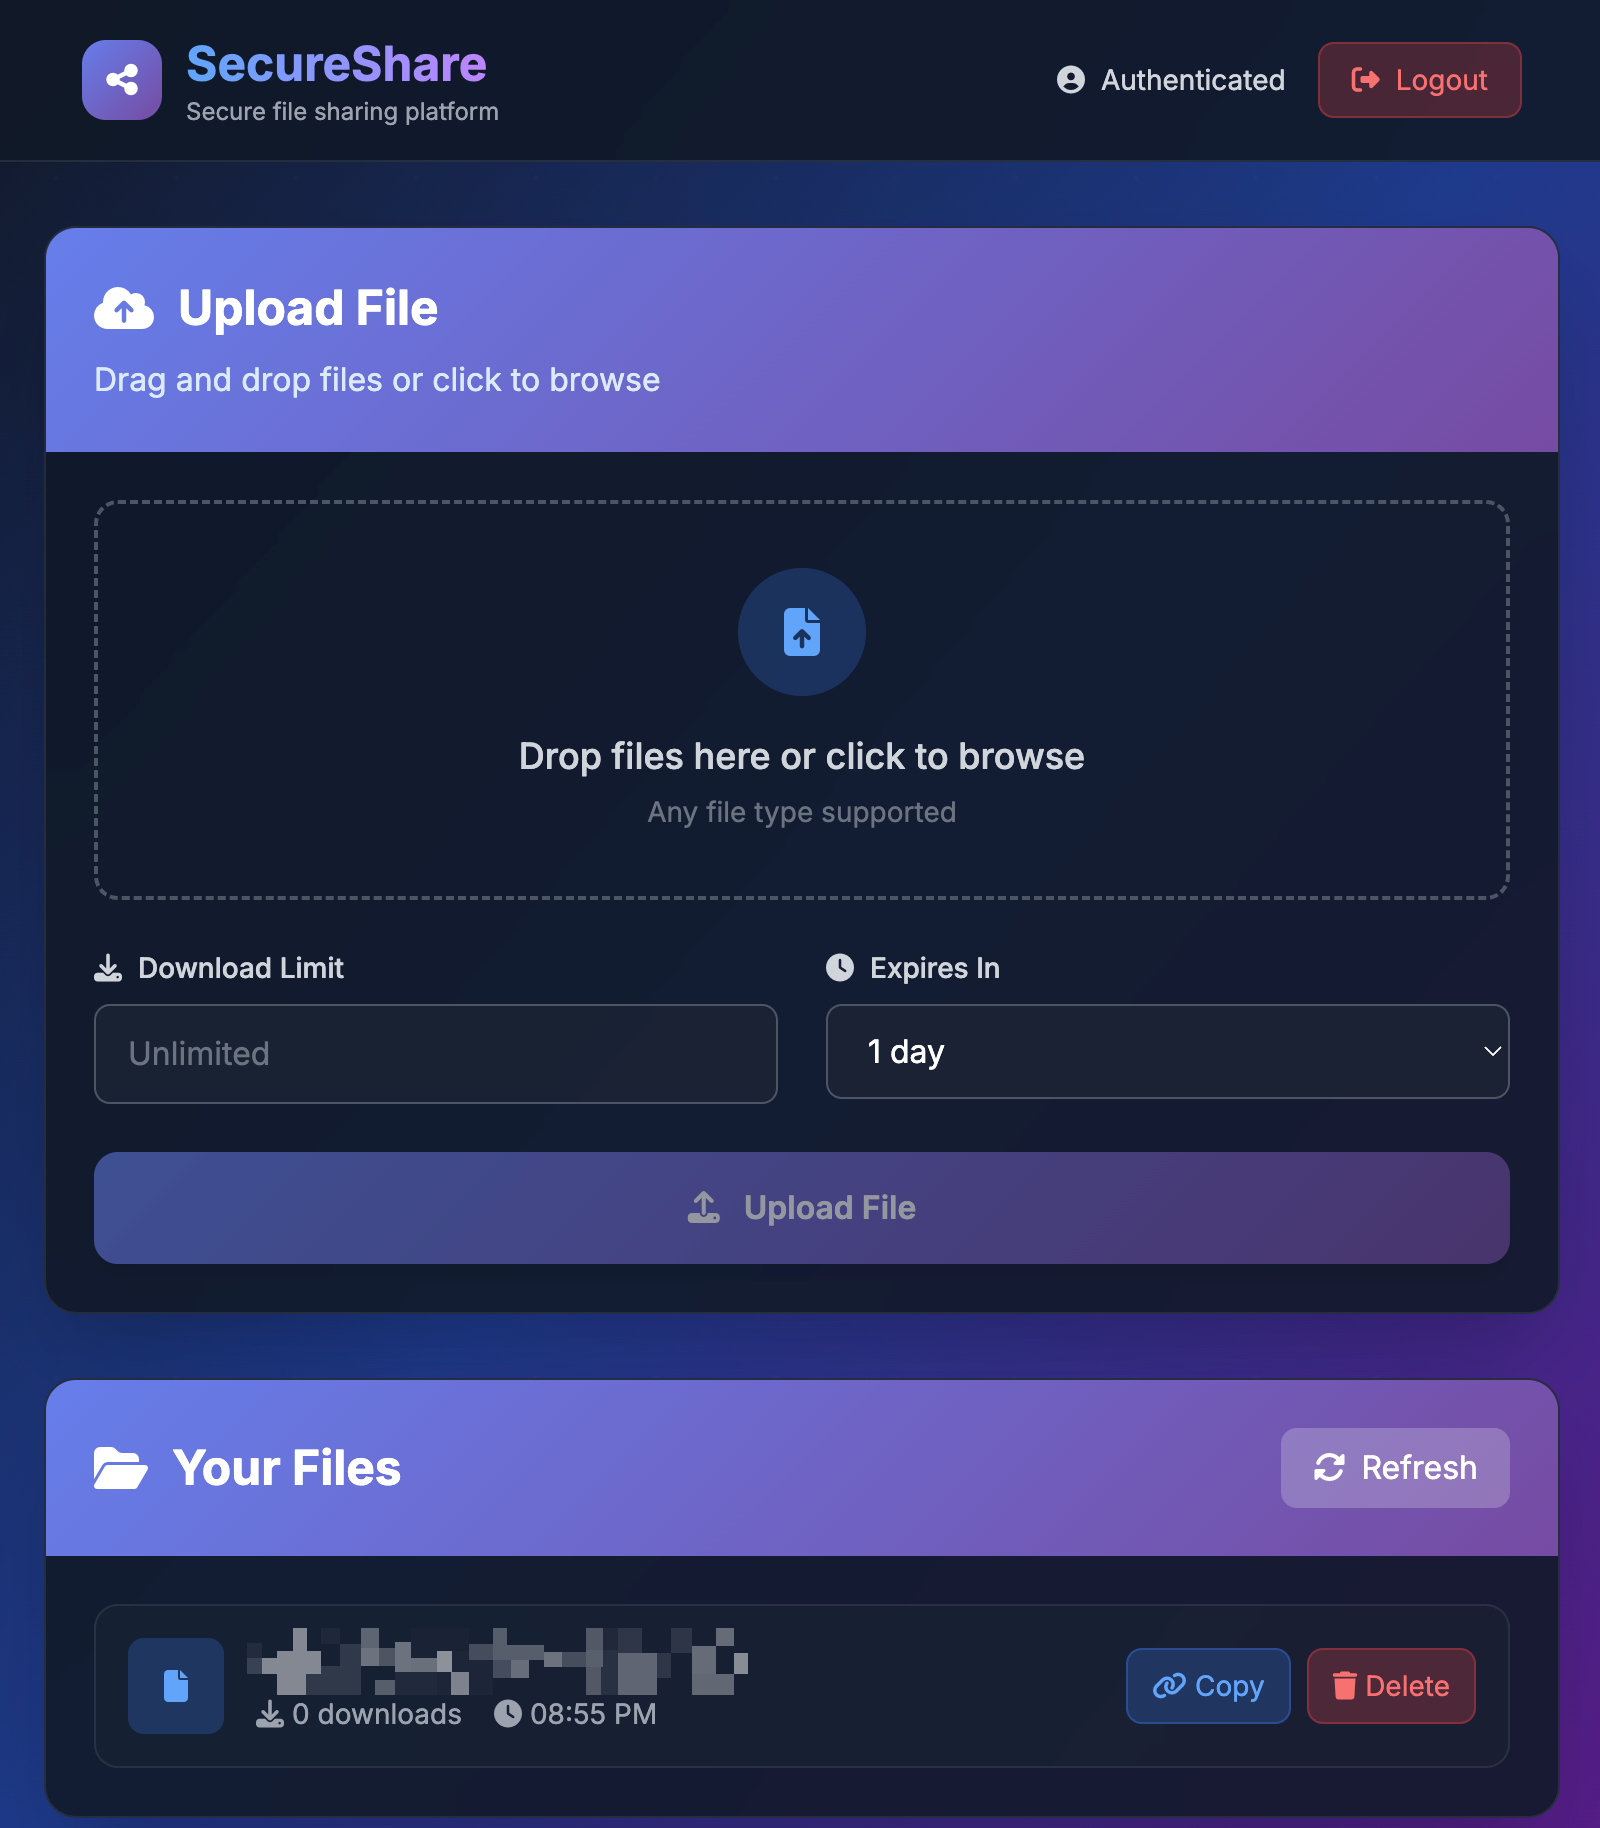 SecureShare
Secure file sharing platform
Authenticated
Logout
Upload File
Drag and drop files or click to browse
Drop files here or click to browse
Any file type supported
Download Limit
Expires In
Unlimited
1 day
Upload File
Your Files
Refresh
0 downloads
08:55 PM
Copy
Delete